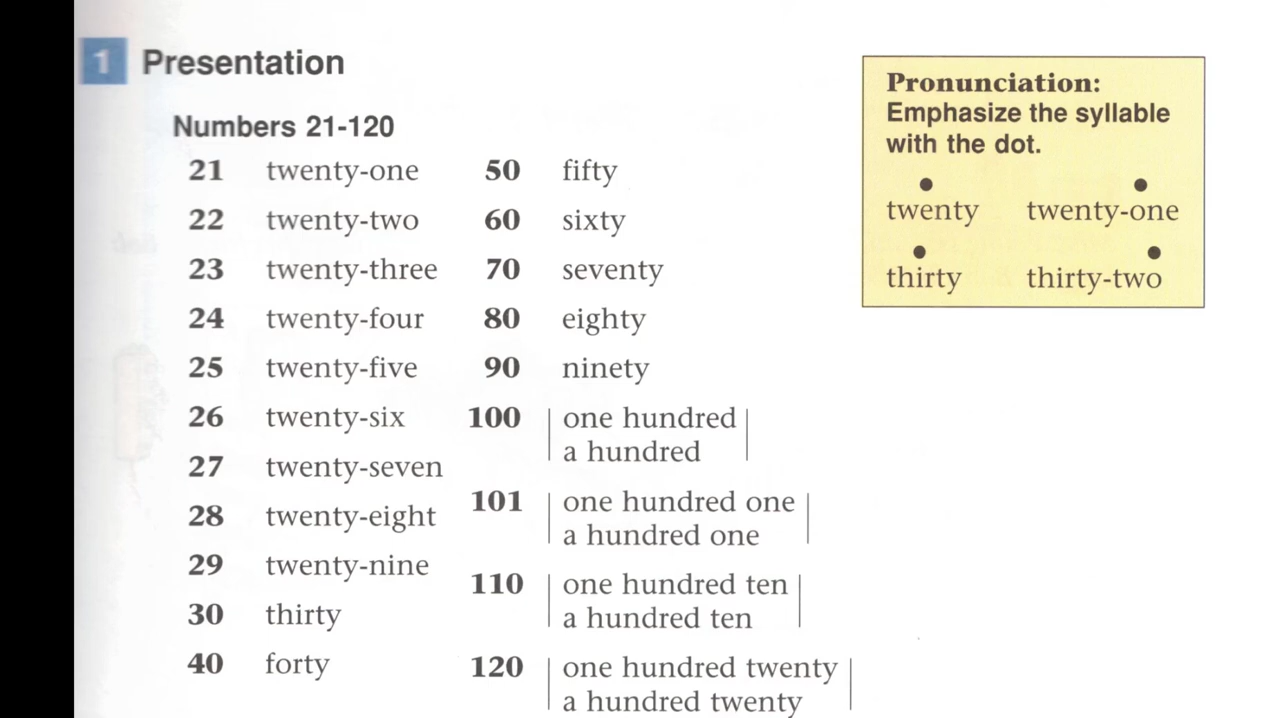 1 Presentation
Numbers 21-120
21 twenty-one
22 twenty-two
23 twenty-three
24 twenty-four
25 twenty-five
26 twenty-six
27 twenty-seven
28 twenty-eight
29 twenty-nine
30 thirty
40 forty
50 fifty
60 sixty
70 seventy
80 eighty
90 ninety
100 one hundred
a hundred
101 one hundred one
a hundred one
110 one hundred ten
a hundred ten
120 one hundred twenty
a hundred twenty
Pronunciation:
Emphasize the syllable
with the dot.
twenty twenty-one
thirty thirty-two